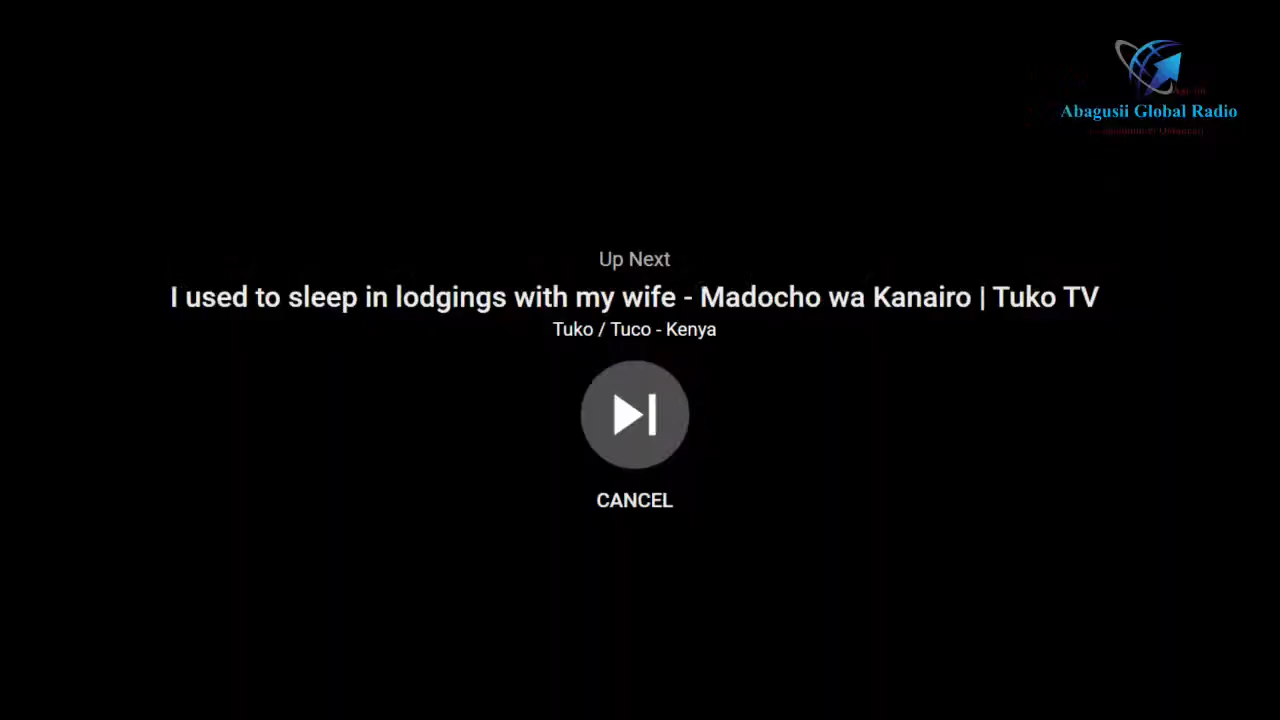 Abagusii Global Radio
Up Next
I used to sleep in lodgings with my wife - Madocho wa Kanairo | Tuko TV
Tuko / Tuco - Kenya
CANCEL